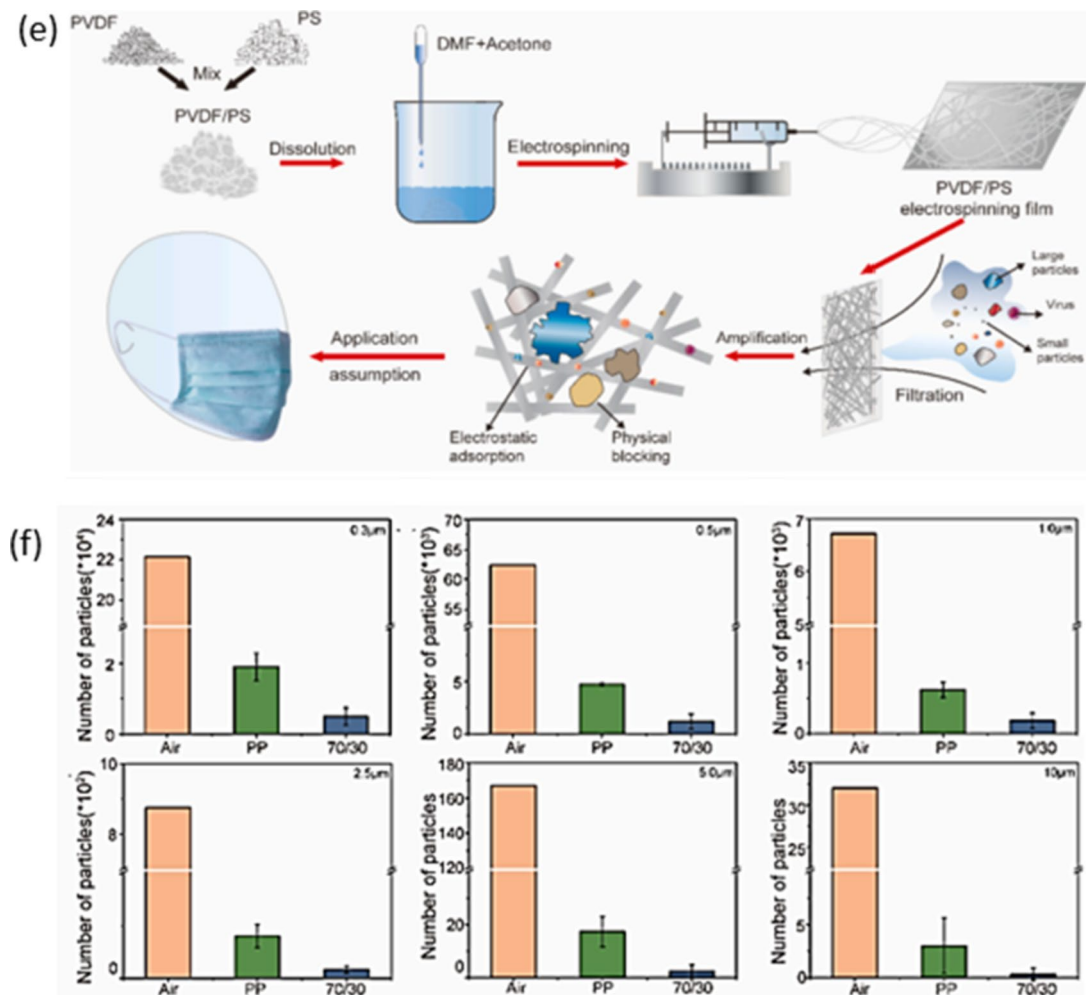 (e)
PVDF
PS
Mix
PVDF/PS
Dissolution
DMF+Acetone
Electrospinning
PVDF/PS
electrospinning film
Large
particles
Virus
Small
particles
Filtration
Amplification
Electrostatic
adsorption
Physical
blocking
Application
assumption
(f)
Number of particles(*10⁴)
24
22
20
2
0
0.3μm
Air
PP
70/30
Number of particles(*10³)
70
65
60
55
5
0
0.5μm
Air
PP
70/30
Number of particles(*10³)
7
6
5
1
0
1.0μm
Air
PP
70/30
Number of particles(*10²)
10
8
0
2.5μm
Air
PP
70/30
Number of particles
180
160
140
120
20
0
5.0μm
Air
PP
70/30
Number of particles
35
30
25
5
0
10μm
Air
PP
70/30